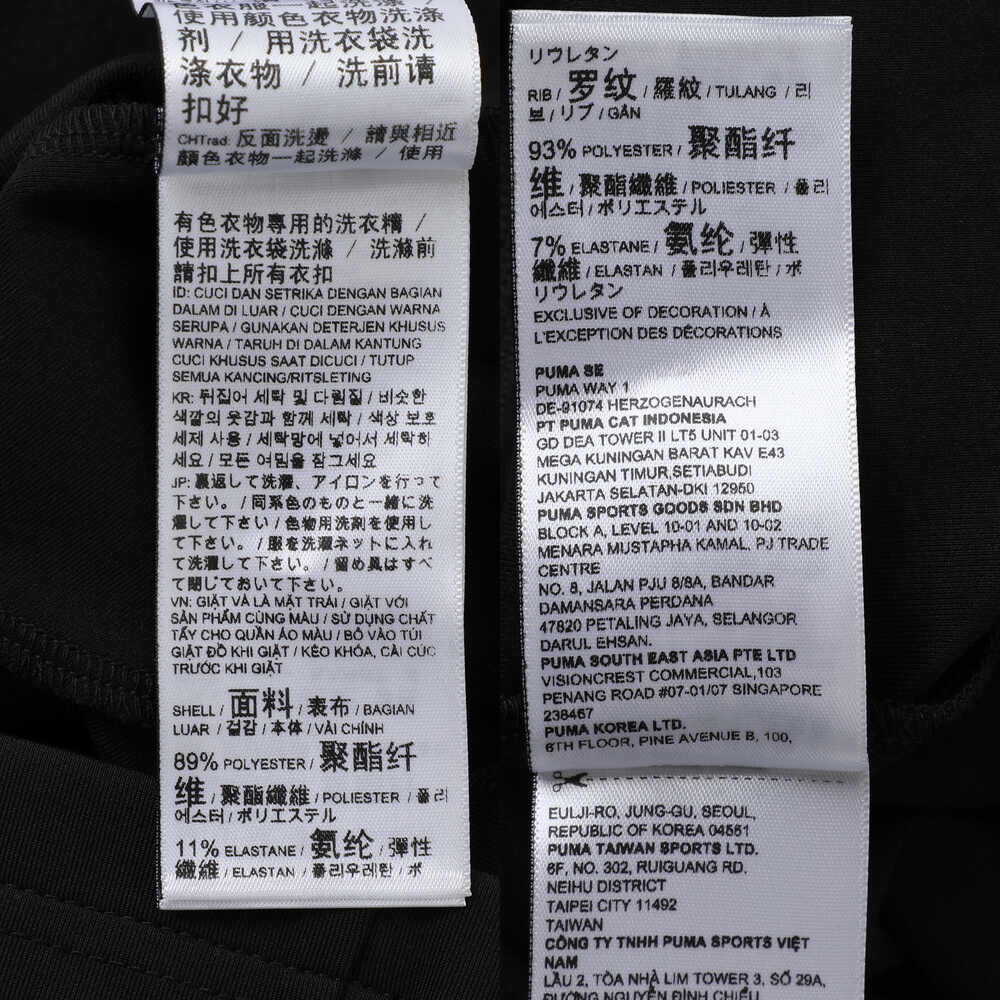 使用颜色衣物洗涤
剂 / 用洗衣袋洗
涤衣物 / 洗前请
扣好
CHTrad: 反面洗燙 / 請與相近
顏色衣物一起洗滌 / 使用
有色衣物專用的洗衣精 /
使用洗衣袋洗滌 / 洗滌前
請扣上所有衣扣
ID: CUCI DAN SETRIKA DENGAN BAGIAN
DALAM DI LUAR / CUCI DENGAN WARNA
SERUPA / GUNAKAN DETERJEN KHUSUS
WARNA / TARUH DI DALAM KANTUNG
CUCI KHUSUS SAAT DICUCI / TUTUP
SEMUA KANCING/RITSLETING
KR: 뒤집어 세탁 및 다림질 / 비슷한
색깔의 옷감과 함께 세탁 / 색상 보호
세제 사용 / 세탁망에 넣어서 세탁하
세요 / 모든 여밈을 잠그세요
JP: 裏返して洗濯、アイロンを行って
下さい。 / 同系色のものと一緒に洗
濯して下さい / 色物用洗剤を使用し
て下さい。 / 服を洗濯ネットに入れ
て洗濯して下さい。 / 留め具はすべ
て閉じておいて下さい。
VN: GIẶT VÀ LÀ MẶT TRÁI / GIẶT VỚI
SẢN PHẨM CÙNG MÀU / SỬ DỤNG CHẤT
TẨY CHO QUẦN ÁO MÀU / BỎ VÀO TÚI
GIẶT ĐỒ KHI GIẶT / KÉO KHÓA, CÀI CÚC
TRƯỚC KHI GIẶT
SHELL / 面料 / 表布 / BAGIAN
LUAR / 겉감 / 本体 / VẢI CHÍNH
89% POLYESTER / 聚酯纤
维 / 聚酯纖維 / POLIESTER / 폴리
에스터 / ポリエステル
11% ELASTANE / 氨纶 / 彈性
纖維 / ELASTAN / 폴리우레탄 / ポ
リウレタン
RIB / 罗纹 / 羅紋 / TULANG / 리
브 / リブ / GÂN
93% POLYESTER / 聚酯纤
维 / 聚酯纖維 / POLIESTER / 폴리
에스터 / ポリエステル
7% ELASTANE / 氨纶 / 彈性
纖維 / ELASTAN / 폴리우레탄 / ポ
リウレタン
EXCLUSIVE OF DECORATION / À
L'EXCEPTION DES DÉCORATIONS
PUMA SE
PUMA WAY 1
DE-91074 HERZOGENAURACH
PT PUMA CAT INDONESIA
GD DEA TOWER II LT5 UNIT 01-03
MEGA KUNINGAN BARAT KAV E43
KUNINGAN TIMUR,SETIABUDI
JAKARTA SELATAN-DKI 12950
PUMA SPORTS GOODS SDN BHD
BLOCK A, LEVEL 10-01 AND 10-02
MENARA MUSTAPHA KAMAL, PJ TRADE
CENTRE
NO. 8, JALAN PJU 8/8A, BANDAR
DAMANSARA PERDANA
47820 PETALING JAYA, SELANGOR
DARUL EHSAN.
PUMA SOUTH EAST ASIA PTE LTD
VISIONCREST COMMERCIAL,103
PENANG ROAD #07-01/07 SINGAPORE
238467
PUMA KOREA LTD.
6TH FLOOR, PINE AVENUE B, 100,
EULJI-RO, JUNG-GU, SEOUL,
REPUBLIC OF KOREA 04551
PUMA TAIWAN SPORTS LTD.
6F, NO. 302, RUIGUANG RD.
NEIHU DISTRICT
TAIPEI CITY 11492
TAIWAN
CÔNG TY TNHH PUMA SPORTS VIỆT
NAM
LẦU 2, TÒA NHÀ LIM TOWER 3, SỐ 29A,
ĐƯỜNG NGUYỄN ĐÌNH CHIỂU